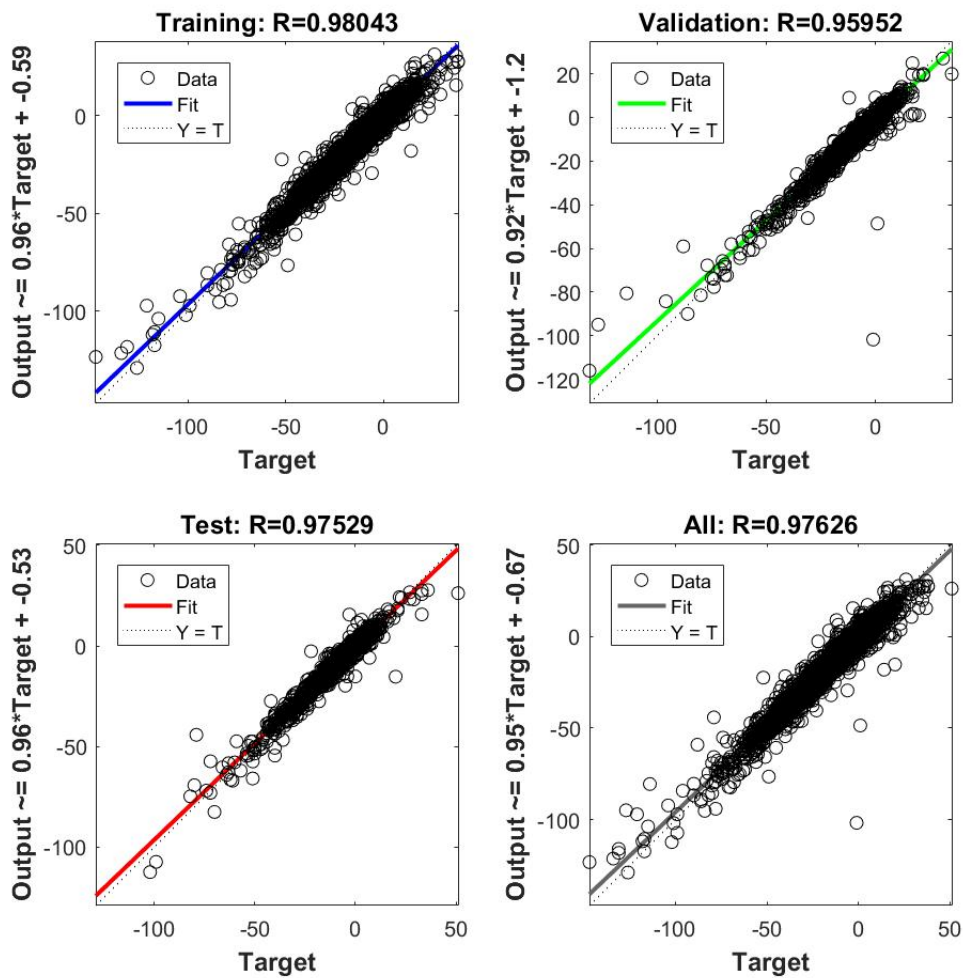 Training: R=0.98043
Output ~= 0.96*Target + -0.59
Data
Fit
Y = T
0
-50
-100
-100
-50
0
Target
Validation: R=0.95952
Output ~= 0.92*Target + -1.2
Data
Fit
Y = T
20
0
-20
-40
-60
-80
-100
-120
-100
-50
0
Target
Test: R=0.97529
Output ~= 0.96*Target + -0.53
Data
Fit
Y = T
50
0
-50
-100
-100
-50
0
50
Target
All: R=0.97626
Output ~= 0.95*Target + -0.67
Data
Fit
Y = T
50
0
-50
-100
-100
-50
0
50
Target